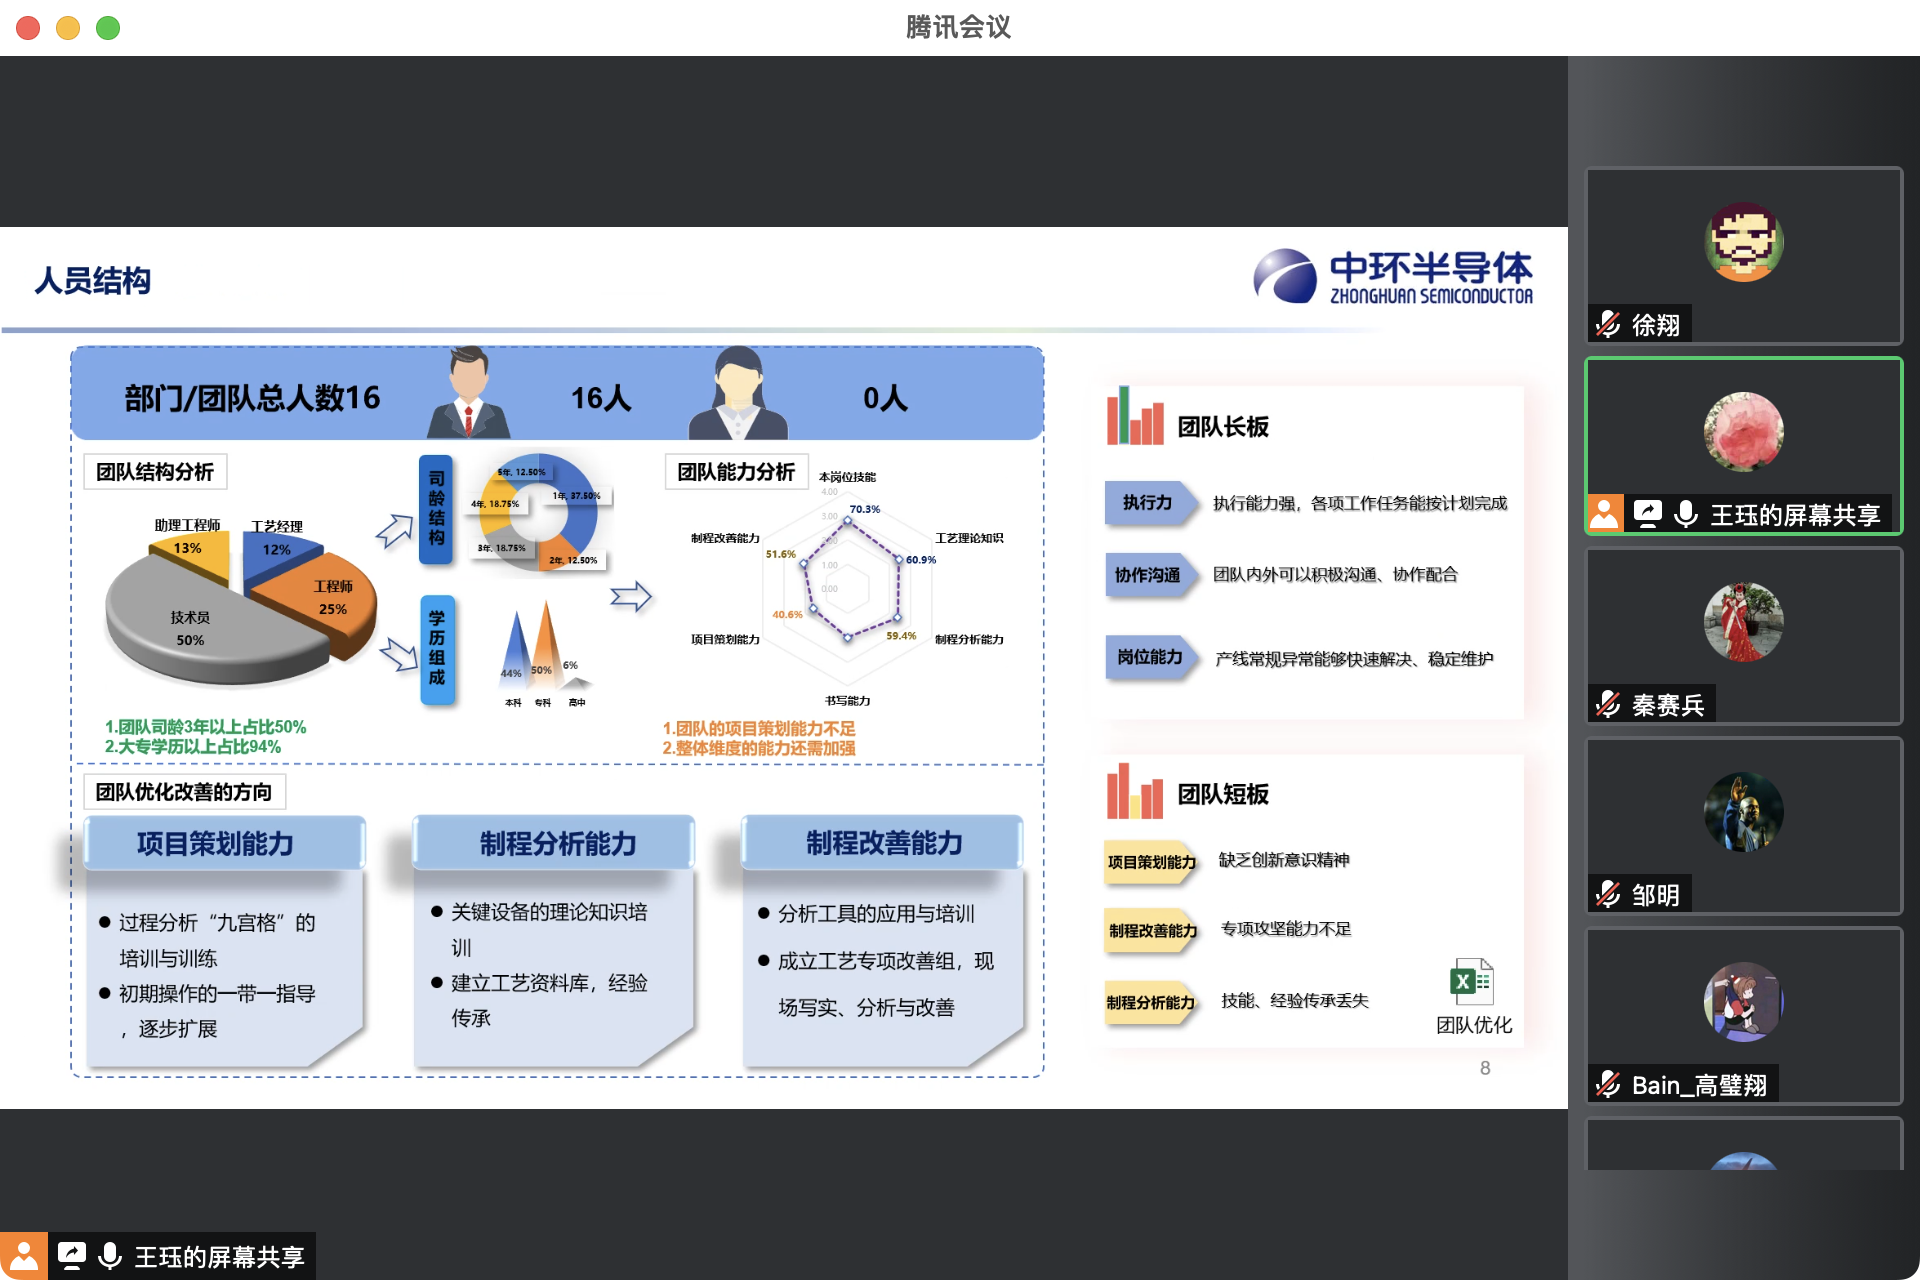 腾讯会议
人员结构
中环半导体
ZHONGHUAN SEMICONDUCTOR
部门/团队总人数16
16人
0人
团队结构分析
助理工程师
13%
工艺经理
12%
工程师
25%
技术员
50%
司龄结构
5年, 12.50%
1年, 37.50%
4年, 18.75%
3年, 18.75%
2年, 12.50%
学历组成
44%
50%
6%
本科
专科
高中
1.团队司龄3年以上占比50%
2.大专学历以上占比94%
团队能力分析
本岗位技能
4.00
3.00
2.00
1.00
0.00
70.3%
工艺理论知识
60.9%
制程分析能力
59.4%
书写能力
项目策划能力
40.6%
制程改善能力
51.6%
1.团队的项目策划能力不足
2.整体维度的能力还需加强
团队优化改善的方向
项目策划能力
● 过程分析“九宫格”的
培训与训练
● 初期操作的一带一指导
，逐步扩展
制程分析能力
● 关键设备的理论知识培
训
● 建立工艺资料库，经验
传承
制程改善能力
● 分析工具的应用与培训
● 成立工艺专项改善组，现
场写实、分析与改善
团队长板
执行力 执行能力强，各项工作任务能按计划完成
协作沟通 团队内外可以积极沟通、协作配合
岗位能力 产线常规异常能够快速解决、稳定维护
团队短板
项目策划能力 缺乏创新意识精神
制程改善能力 专项攻坚能力不足
制程分析能力 技能、经验传承丢失
X
团队优化
8
徐翔
王珏的屏幕共享
秦赛兵
邹明
Bain_高璧翔
王珏的屏幕共享